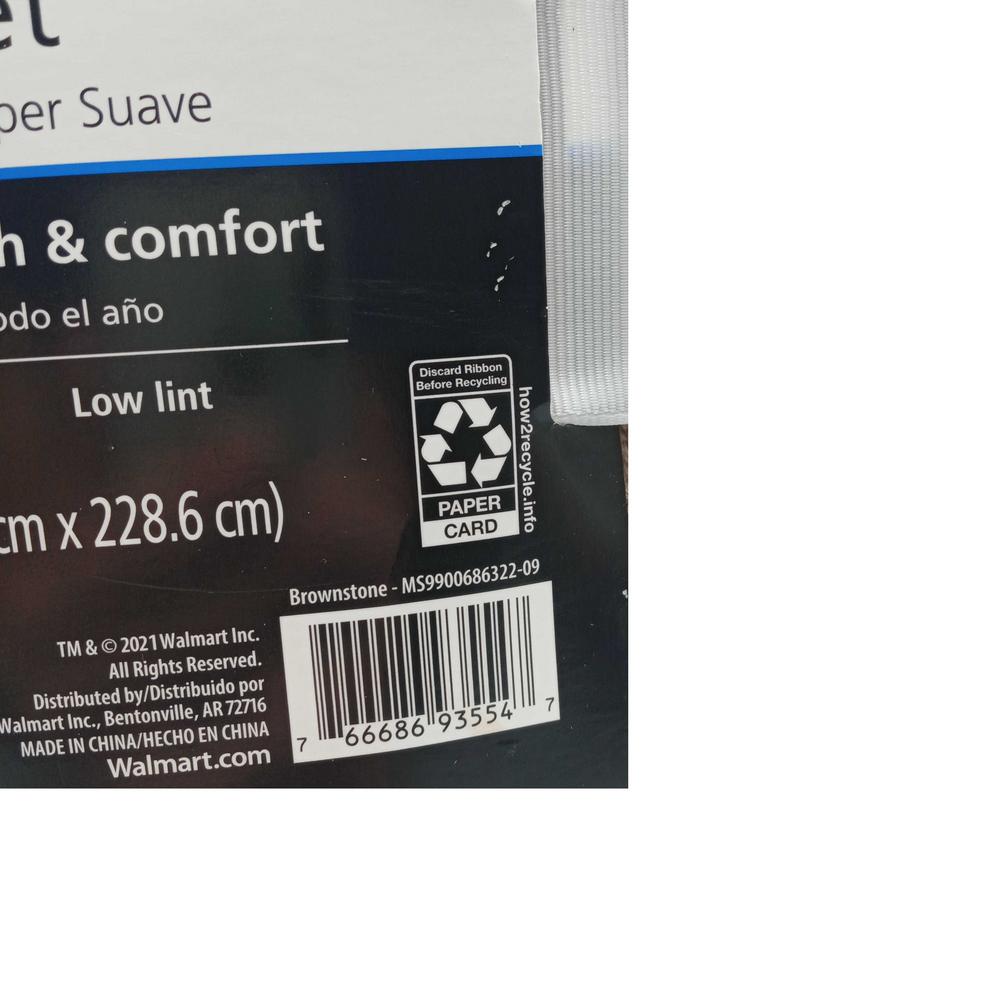 per Suave
& comfort
el año
Low lint
cm x 228.6 cm)
Discard Ribbon
Before Recycling
PAPER
CARD
how2recycle.info
Brownstone - MS9900686322-09
TM & © 2021 Walmart Inc.
All Rights Reserved.
Distributed by/Distribuido por
Walmart Inc., Bentonville, AR 72716
MADE IN CHINA/HECHO EN CHINA
Walmart.com
7 66686 93554 7